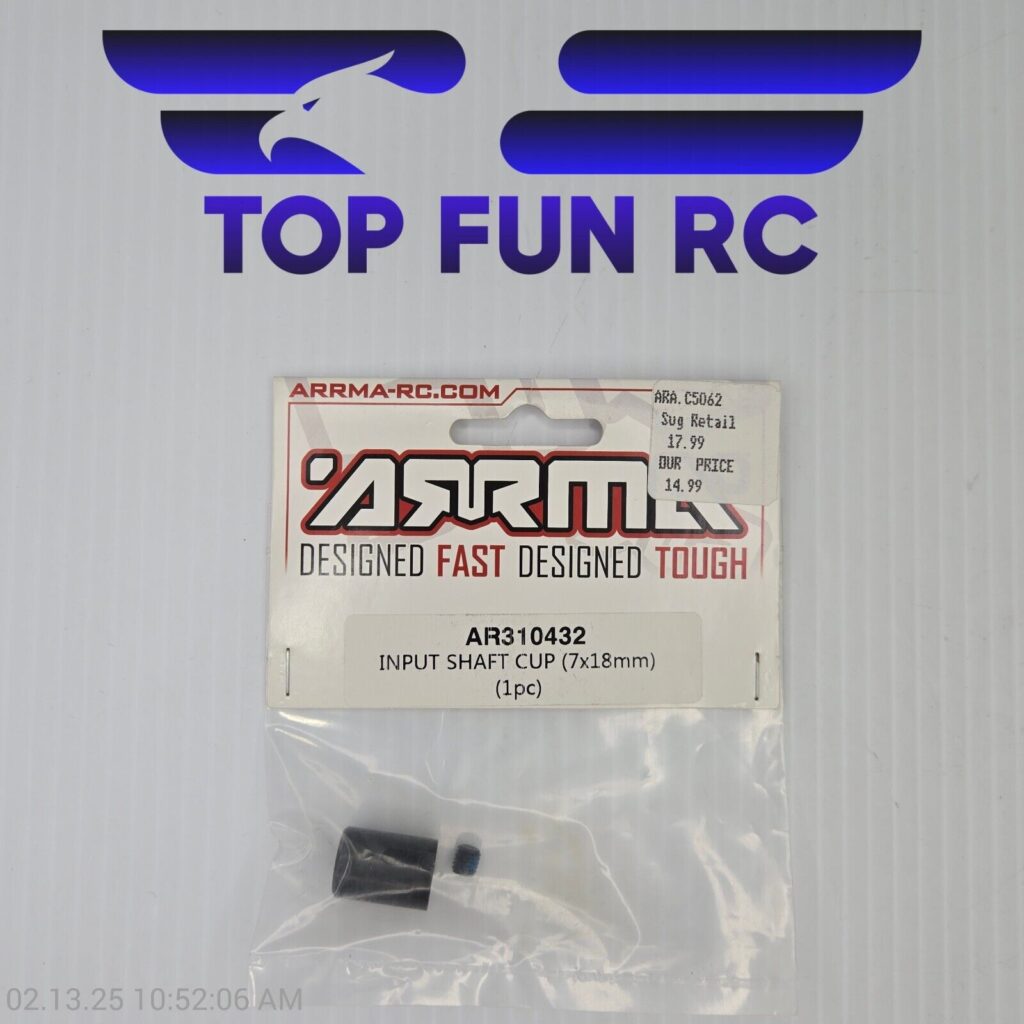 TOP FUN RC
ARRMA-RC.COM
ARA.C5062
Sug Retail
17.99
OUR PRICE
14.99
ARRMA
DESIGNED FAST DESIGNED TOUGH
AR310432
INPUT SHAFT CUP (7x18mm)
(1pc)
02.13.25 10:52:06 AM